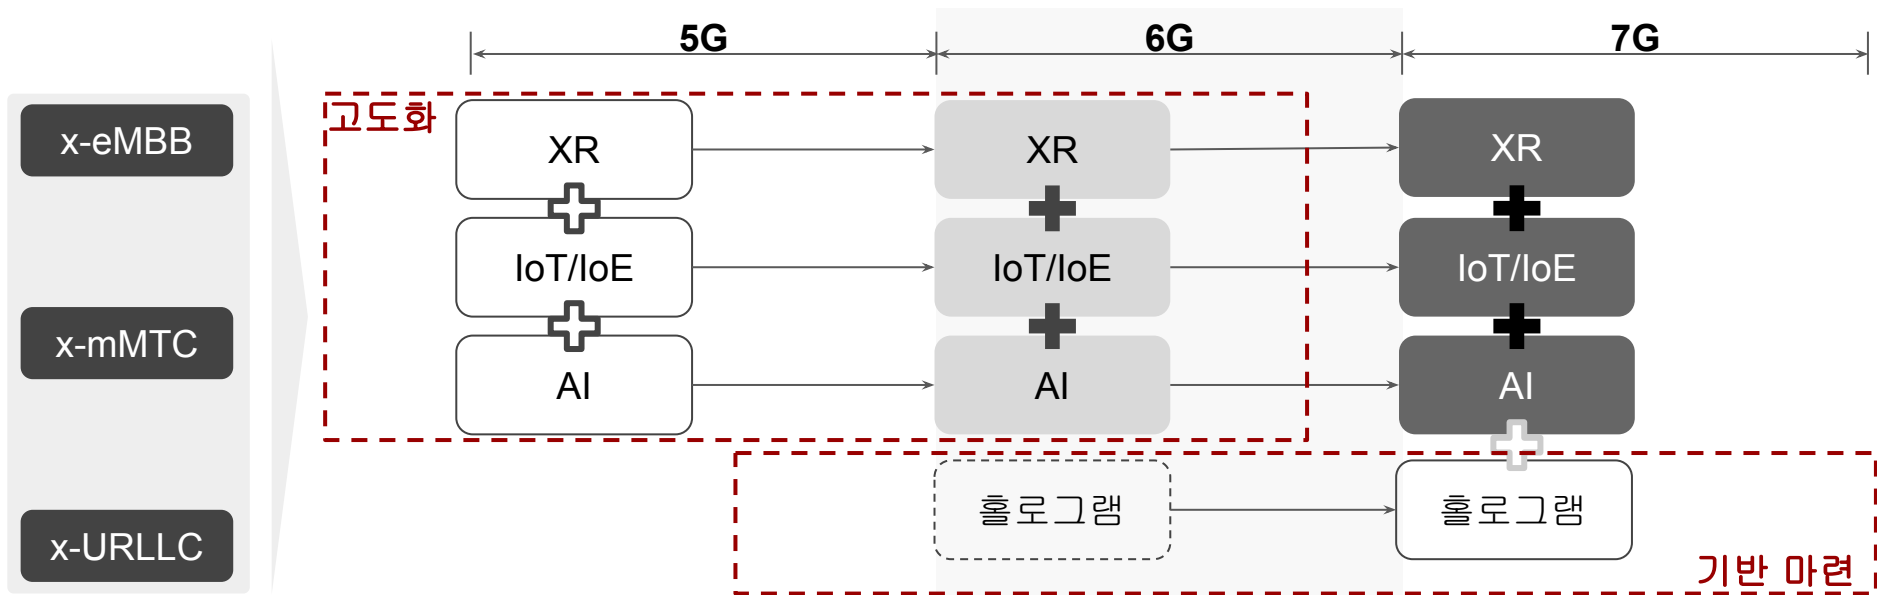 5G
6G
7G
x-eMBB
x-mMTC
x-URLLC
고도화
XR
XR
XR
IoT/IoE
IoT/IoE
IoT/IoE
AI
AI
AI
홀로그램
홀로그램
기반 마련